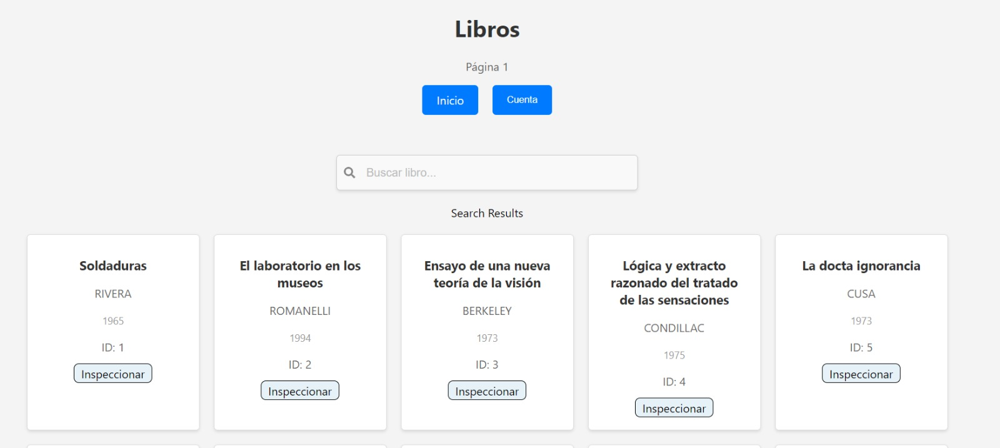 Libros
Página 1
Inicio
Cuenta
Buscar libro...
Search Results
Soldaduras
RIVERA
1965
ID: 1
Inspeccionar
El laboratorio en los
museos
ROMANELLI
1994
ID: 2
Inspeccionar
Ensayo de una nueva
teoría de la visión
BERKELEY
1973
ID: 3
Inspeccionar
Lógica y extracto
razonado del tratado
de las sensaciones
CONDILLAC
1975
ID: 4
Inspeccionar
La docta ignorancia
CUSA
1973
ID: 5
Inspeccionar